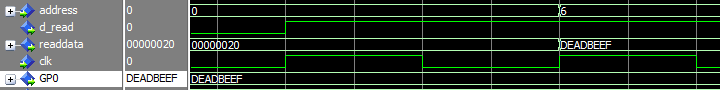 address 0 0 6
d_read 0
readdata 00000020 00000020 DEADBEEF
clk 0
GP0 DEADBEEF DEADBEEF